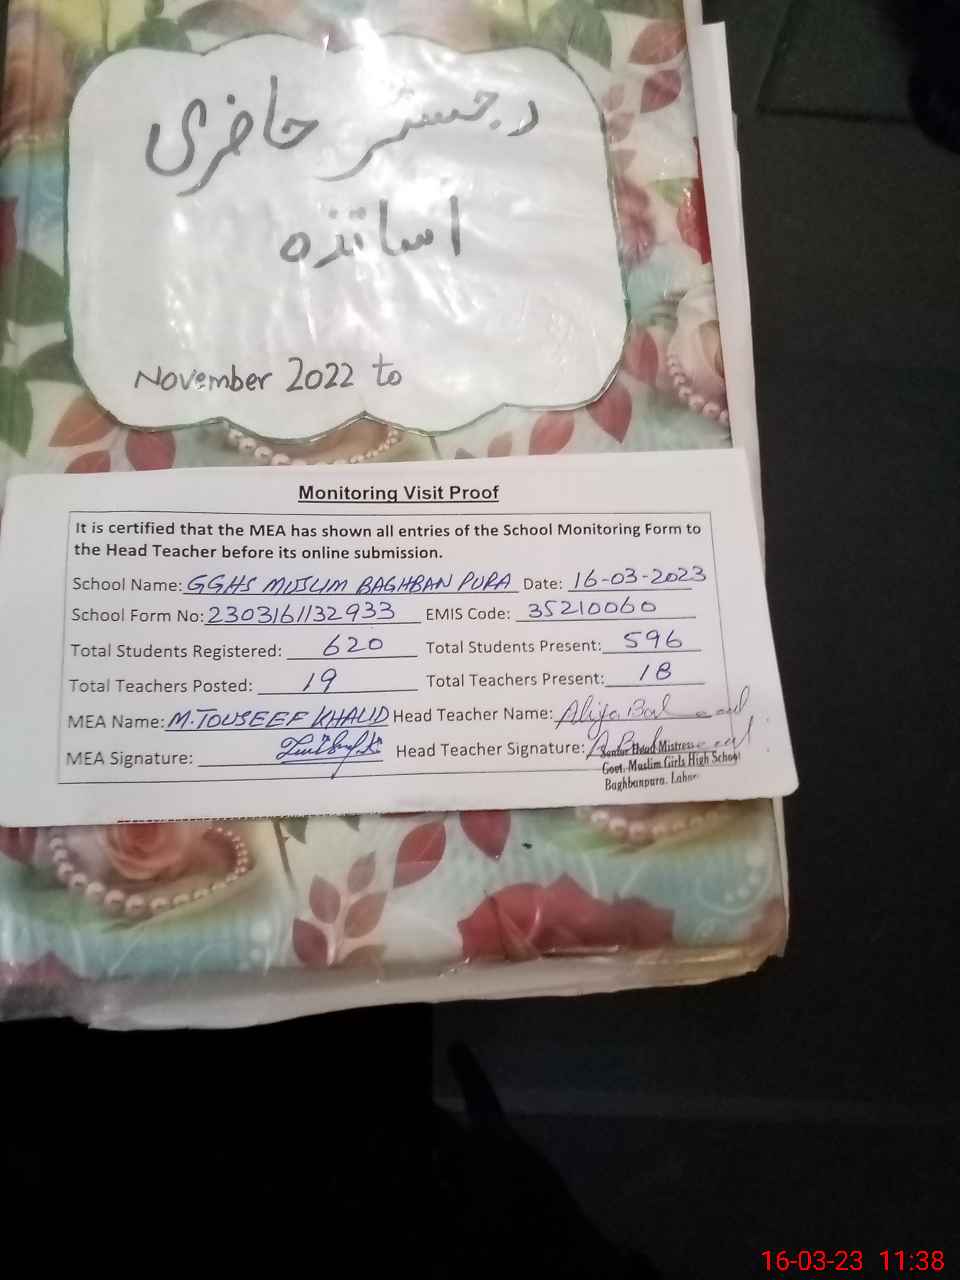 رجسٹر حاضری
اساتذہ
November 2022 to
Monitoring Visit Proof
It is certified that the MEA has shown all entries of the School Monitoring Form to
the Head Teacher before its online submission.
School Name: GGHS MUSLIM BAGHBAN PURA Date: 16-03-2023
School Form No: 2303161132933 EMIS Code: 35210060
Total Students Registered: 620 Total Students Present: 596
Total Teachers Posted: 19 Total Teachers Present: 18
MEA Name: M. TOUSEEF KHALID Head Teacher Name:
MEA Signature: Head Teacher Signature:
Senior Head Mistress
Govt. Muslim Girls High School
Baghbanpura. Lahore
16-03-23 11:38